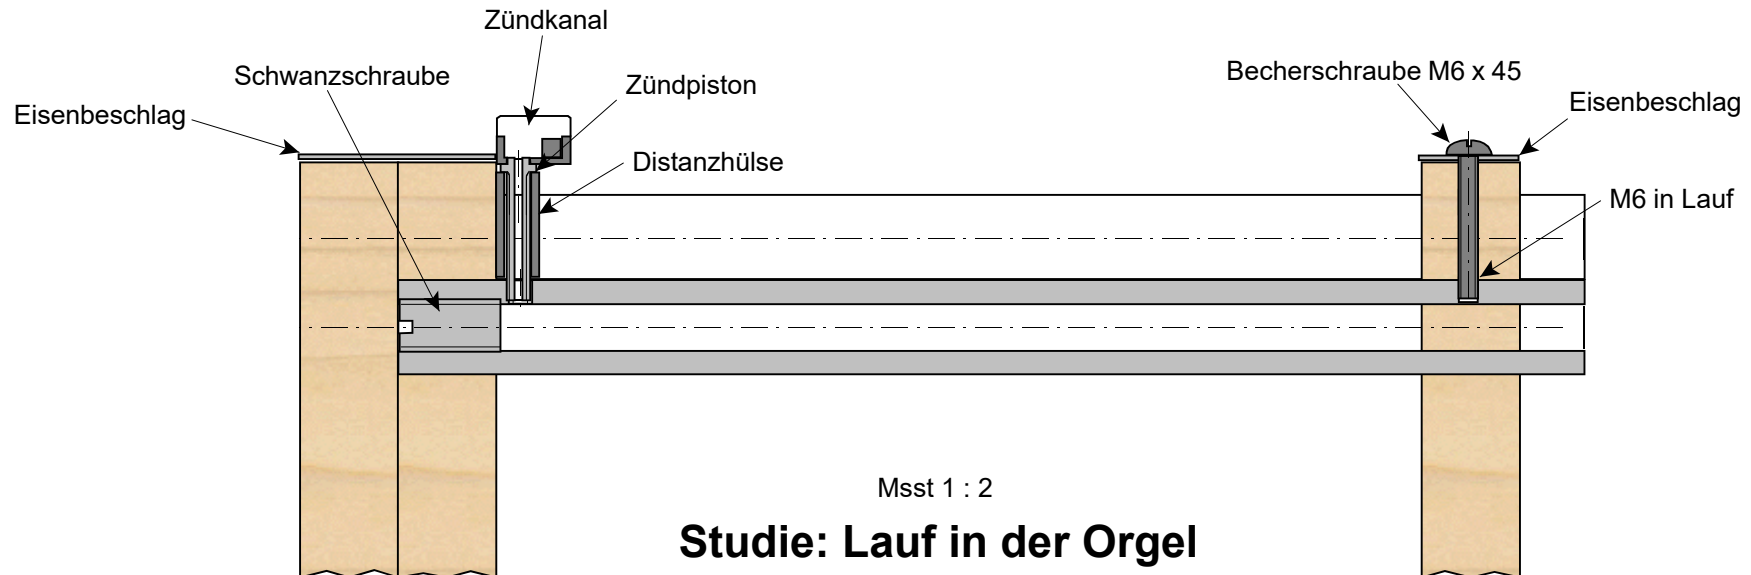 Zündkanal
Schwanzschraube
Zündpiston
Becherschraube M6 x 45
Eisenbeschlag
Eisenbeschlag
Distanzhülse
M6 in Lauf
Msst 1 : 2
Studie: Lauf in der Orgel